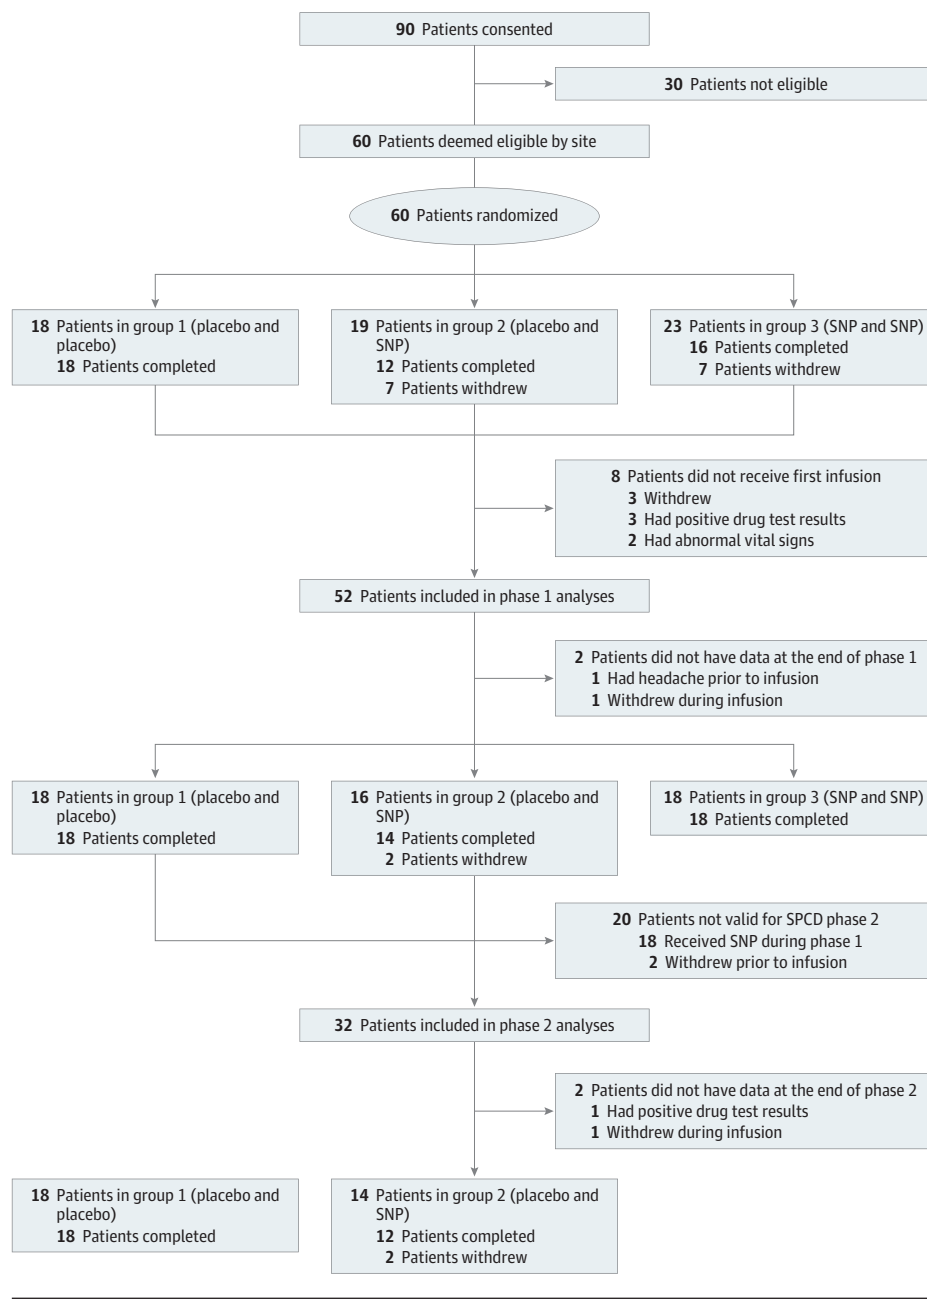 90 Patients consented
30 Patients not eligible
60 Patients deemed eligible by site
60 Patients randomized
18 Patients in group 1 (placebo and
placebo)
18 Patients completed
19 Patients in group 2 (placebo and
SNP)
12 Patients completed
7 Patients withdrew
23 Patients in group 3 (SNP and SNP)
16 Patients completed
7 Patients withdrew
8 Patients did not receive first infusion
3 Withdrew
3 Had positive drug test results
2 Had abnormal vital signs
52 Patients included in phase 1 analyses
2 Patients did not have data at the end of phase 1
1 Had headache prior to infusion
1 Withdrew during infusion
18 Patients in group 1 (placebo and
placebo)
18 Patients completed
16 Patients in group 2 (placebo and
SNP)
14 Patients completed
2 Patients withdrew
18 Patients in group 3 (SNP and SNP)
18 Patients completed
20 Patients not valid for SPCD phase 2
18 Received SNP during phase 1
2 Withdrew prior to infusion
32 Patients included in phase 2 analyses
2 Patients did not have data at the end of phase 2
1 Had positive drug test results
1 Withdrew during infusion
18 Patients in group 1 (placebo and
placebo)
18 Patients completed
14 Patients in group 2 (placebo and
SNP)
12 Patients completed
2 Patients withdrew